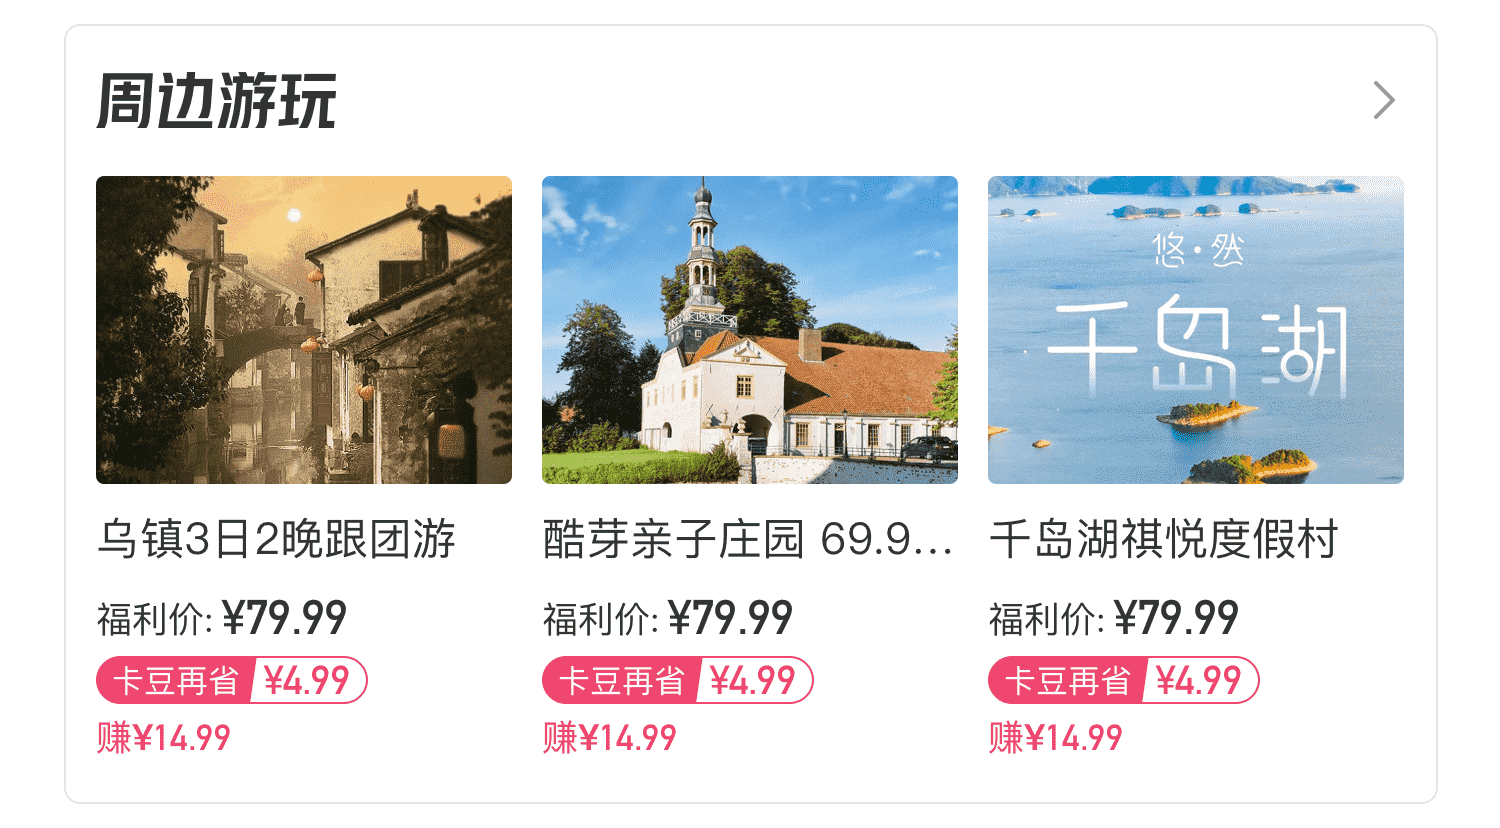 周边游玩
悠·然
千岛湖
乌镇3日2晚跟团游
福利价: ¥79.99
卡豆再省 ¥4.99
赚¥14.99
酷芽亲子庄园 69.9...
福利价: ¥79.99
卡豆再省 ¥4.99
赚¥14.99
千岛湖祺悦度假村
福利价: ¥79.99
卡豆再省 ¥4.99
赚¥14.99